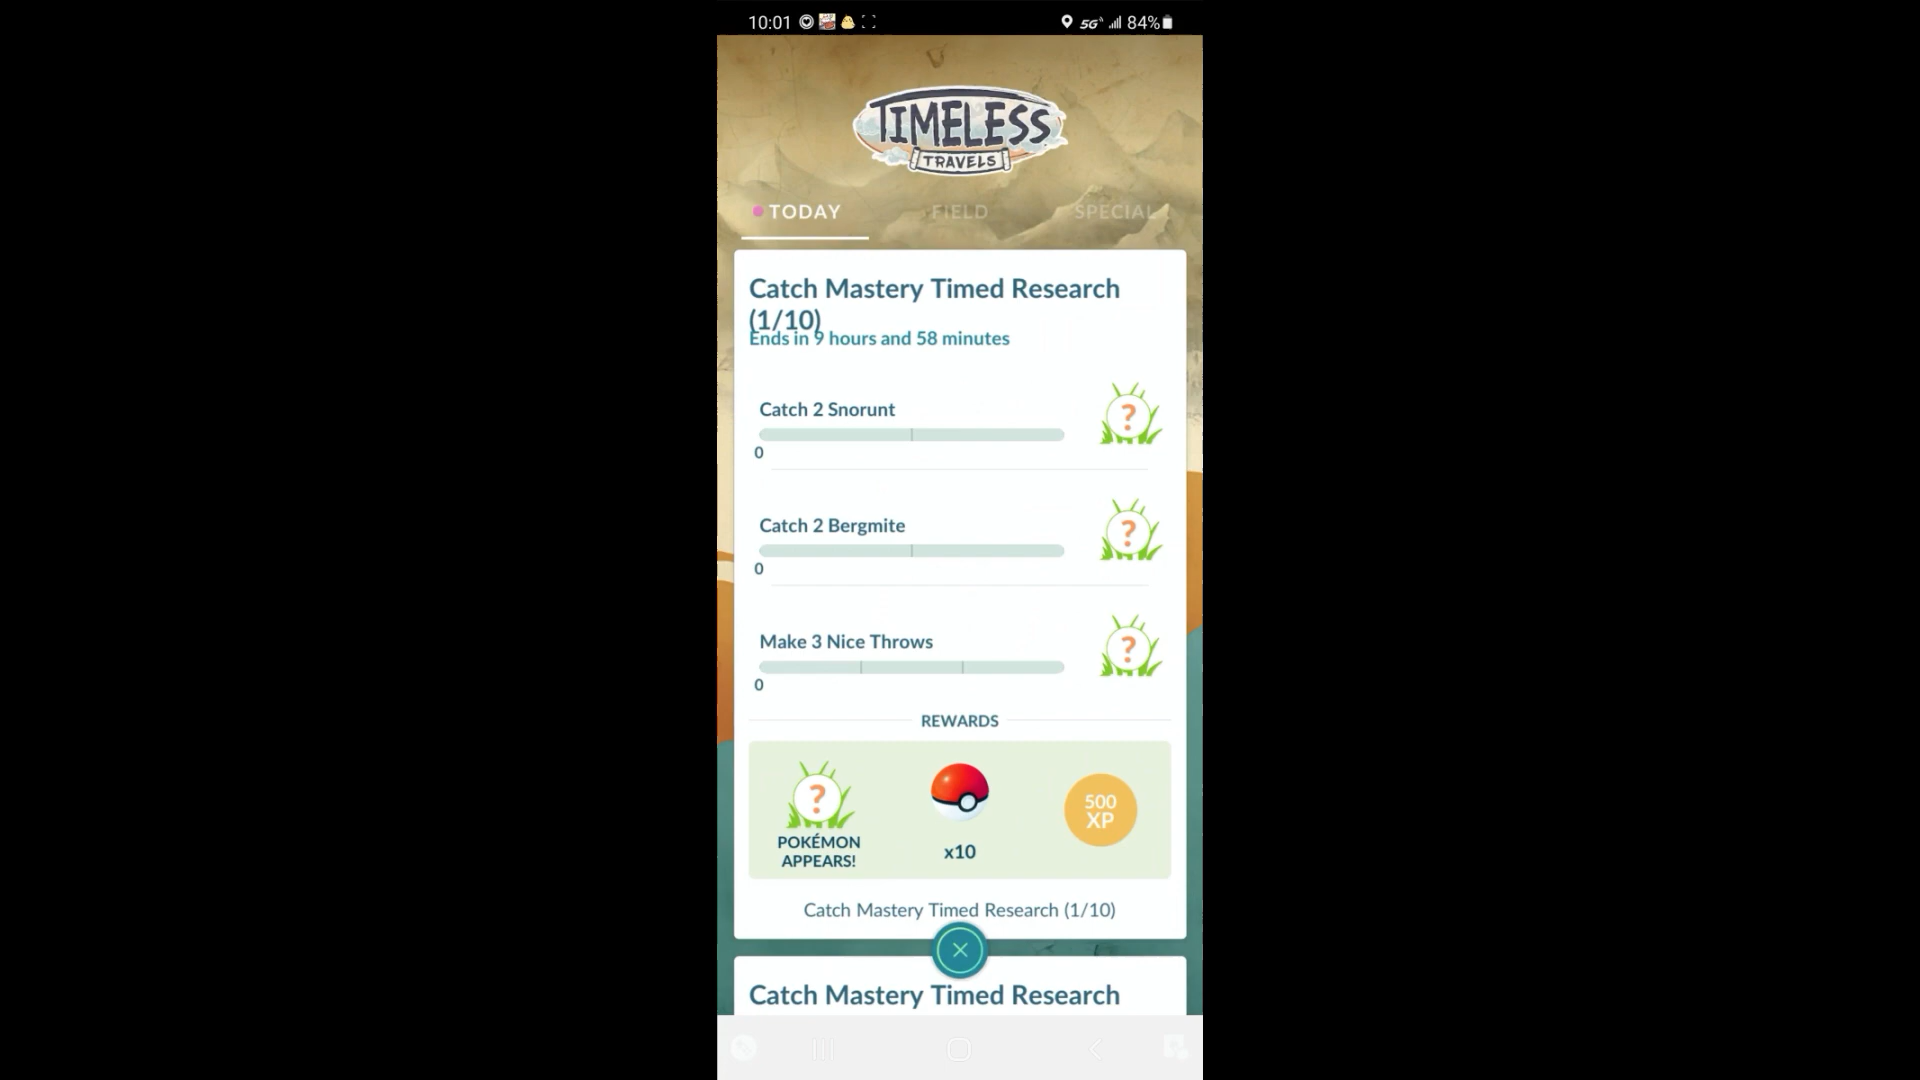 10:01 5G 84%
TIMELESS
TRAVELS
TODAY FIELD SPECIAL
Catch Mastery Timed Research
(1/10)
Ends in 9 hours and 58 minutes
Catch 2 Snorunt
?
0
Catch 2 Bergmite
?
0
Make 3 Nice Throws
?
0
REWARDS
?
POKÉMON
APPEARS!
x10
500
XP
Catch Mastery Timed Research (1/10)
Catch Mastery Timed Research